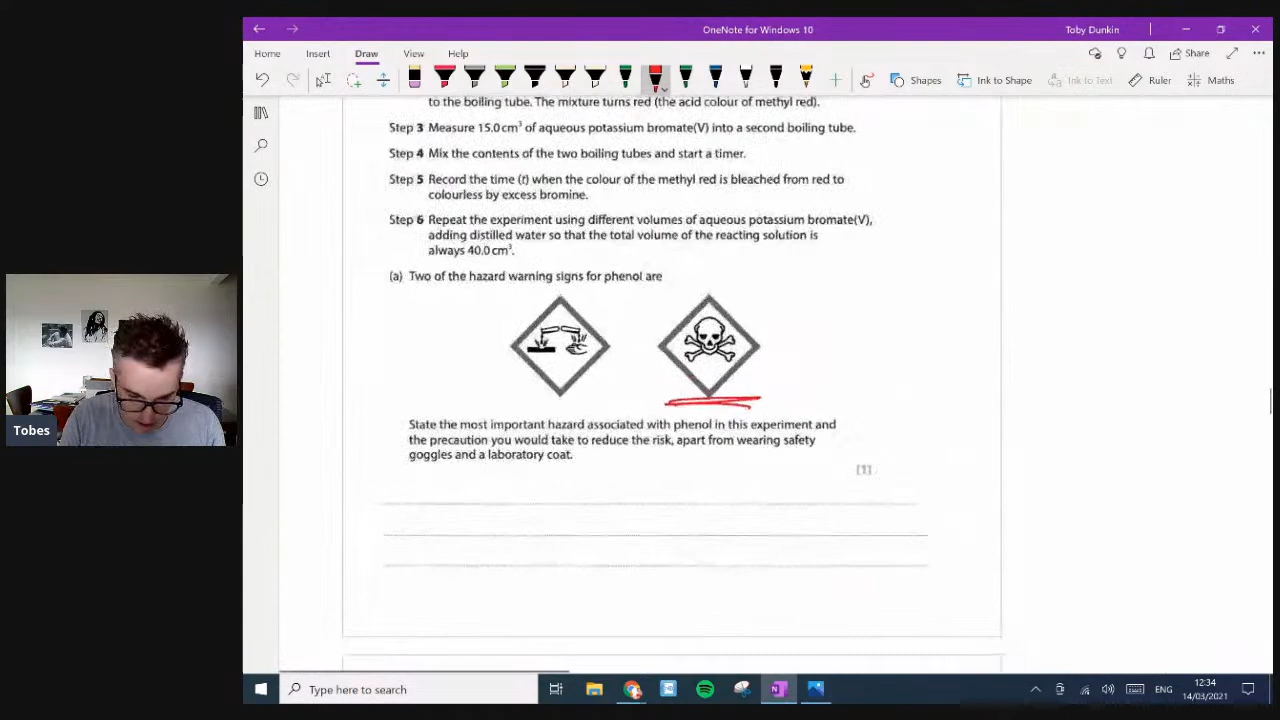 OneNote for Windows 10
Toby Dunkin
Home Insert Draw View Help
Share
Shapes Ink to Shape Ink to Text Ruler Maths
to the boiling tube. The mixture turns red (the acid colour of methyl red).
Step 3 Measure 15.0 cm³ of aqueous potassium bromate(V) into a second boiling tube.
Step 4 Mix the contents of the two boiling tubes and start a timer.
Step 5 Record the time (t) when the colour of the methyl red is bleached from red to
colourless by excess bromine.
Step 6 Repeat the experiment using different volumes of aqueous potassium bromate(V),
adding distilled water so that the total volume of the reacting solution is
always 40.0 cm³.
(a) Two of the hazard warning signs for phenol are
State the most important hazard associated with phenol in this experiment and
the precaution you would take to reduce the risk, apart from wearing safety
goggles and a laboratory coat.
(1)
Tobes
Type here to search
ENG
12:34
14/03/2021